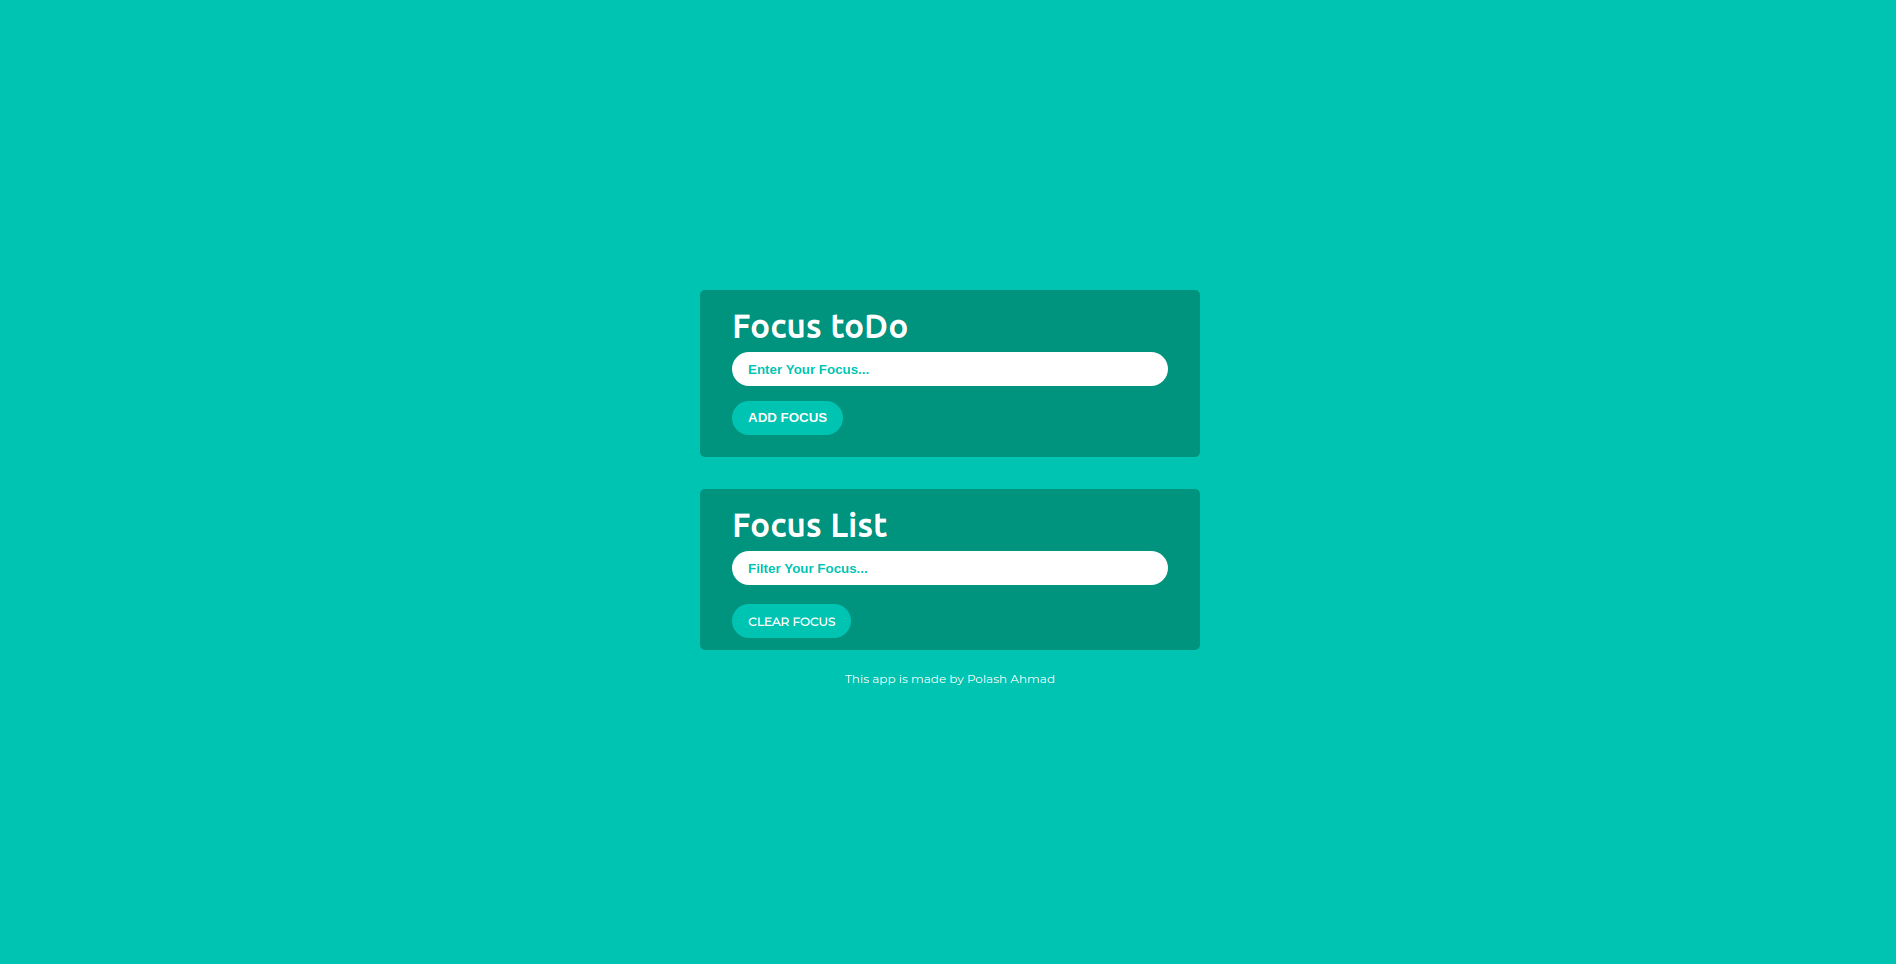 Focus toDo
Enter Your Focus...
ADD FOCUS
Focus List
Filter Your Focus...
CLEAR FOCUS
This app is made by Polash Ahmad